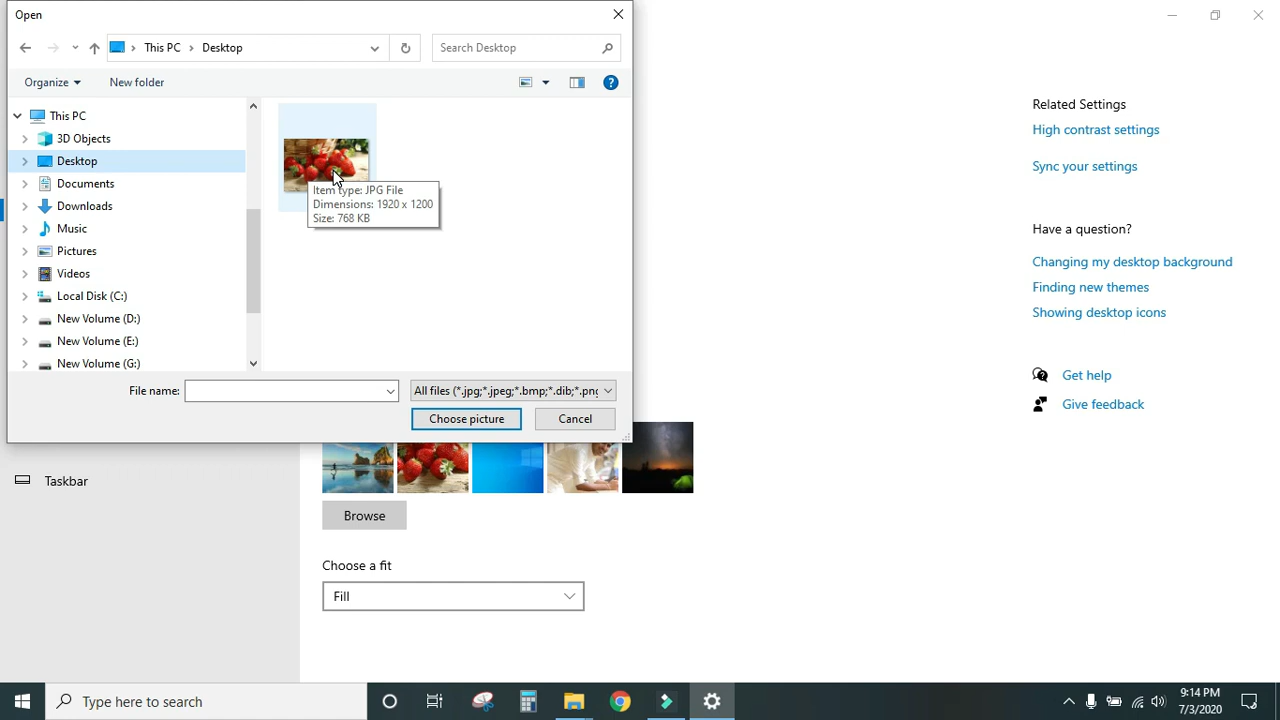 Open
This PC
Desktop
Search Desktop
Organize
New folder
This PC
3D Objects
Desktop
Documents
Downloads
Music
Pictures
Videos
Local Disk (C:)
New Volume (D:)
New Volume (E:)
New Volume (G:)
Item type: JPG File
Dimensions: 1920 x 1200
Size: 768 KB
File name:
All files (*.jpg;*.jpeg;*.bmp;*.dib;*.png
Choose picture
Cancel
Related Settings
High contrast settings
Sync your settings
Have a question?
Changing my desktop background
Finding new themes
Showing desktop icons
Get help
Give feedback
Taskbar
Browse
Choose a fit
Fill
Type here to search
9:14 PM
7/3/2020